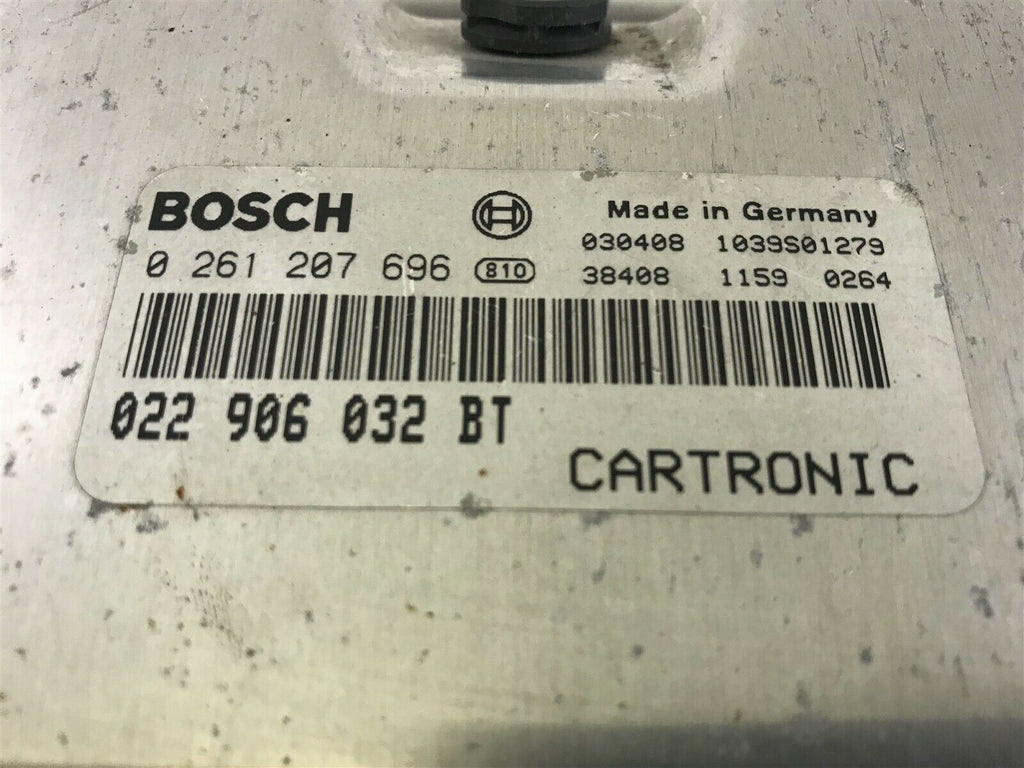 BOSCH Made in Germany
0 261 207 696 810 030408 1039S01279
38408 1159 0264
022 906 032 BT
CARTRONIC